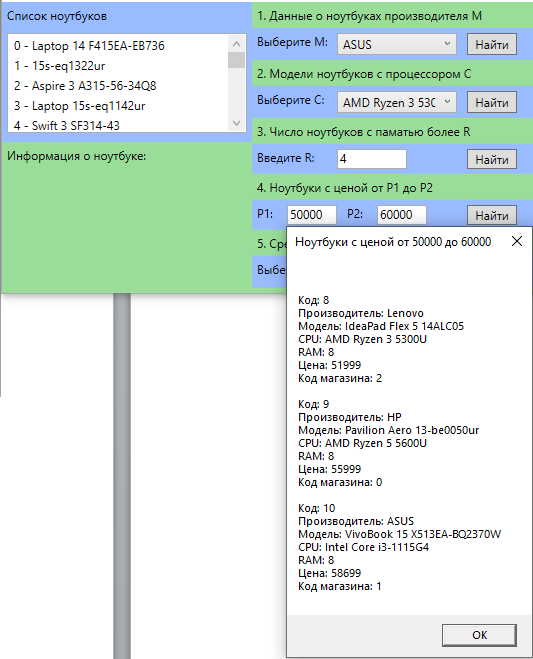 Список ноутбуков
0 - Laptop 14 F415EA-EB736
1 - 15s-eq1322ur
2 - Aspire 3 A315-56-34Q8
3 - Laptop 15s-eq1142ur
4 - Swift 3 SF314-43
Информация о ноутбуке:
1. Данные о ноутбуках производителя M
Выберите M: ASUS Найти
2. Модели ноутбуков с процессором C
Выберите C: AMD Ryzen 3 530 Найти
3. Число ноутбуков с паматью более R
Введите R: 4 Найти
4. Ноутбуки с ценой от P1 до P2
P1: 50000 P2: 60000 Найти
5. Сре
Выбе
Ноутбуки с ценой от 50000 до 60000
Код: 8
Производитель: Lenovo
Модель: IdeaPad Flex 5 14ALC05
CPU: AMD Ryzen 3 5300U
RAM: 8
Цена: 51999
Код магазина: 2
Код: 9
Производитель: HP
Модель: Pavilion Aero 13-be0050ur
CPU: AMD Ryzen 5 5600U
RAM: 8
Цена: 55999
Код магазина: 0
Код: 10
Производитель: ASUS
Модель: VivoBook 15 X513EA-BQ2370W
CPU: Intel Core i3-1115G4
RAM: 8
Цена: 58699
Код магазина: 1
OK